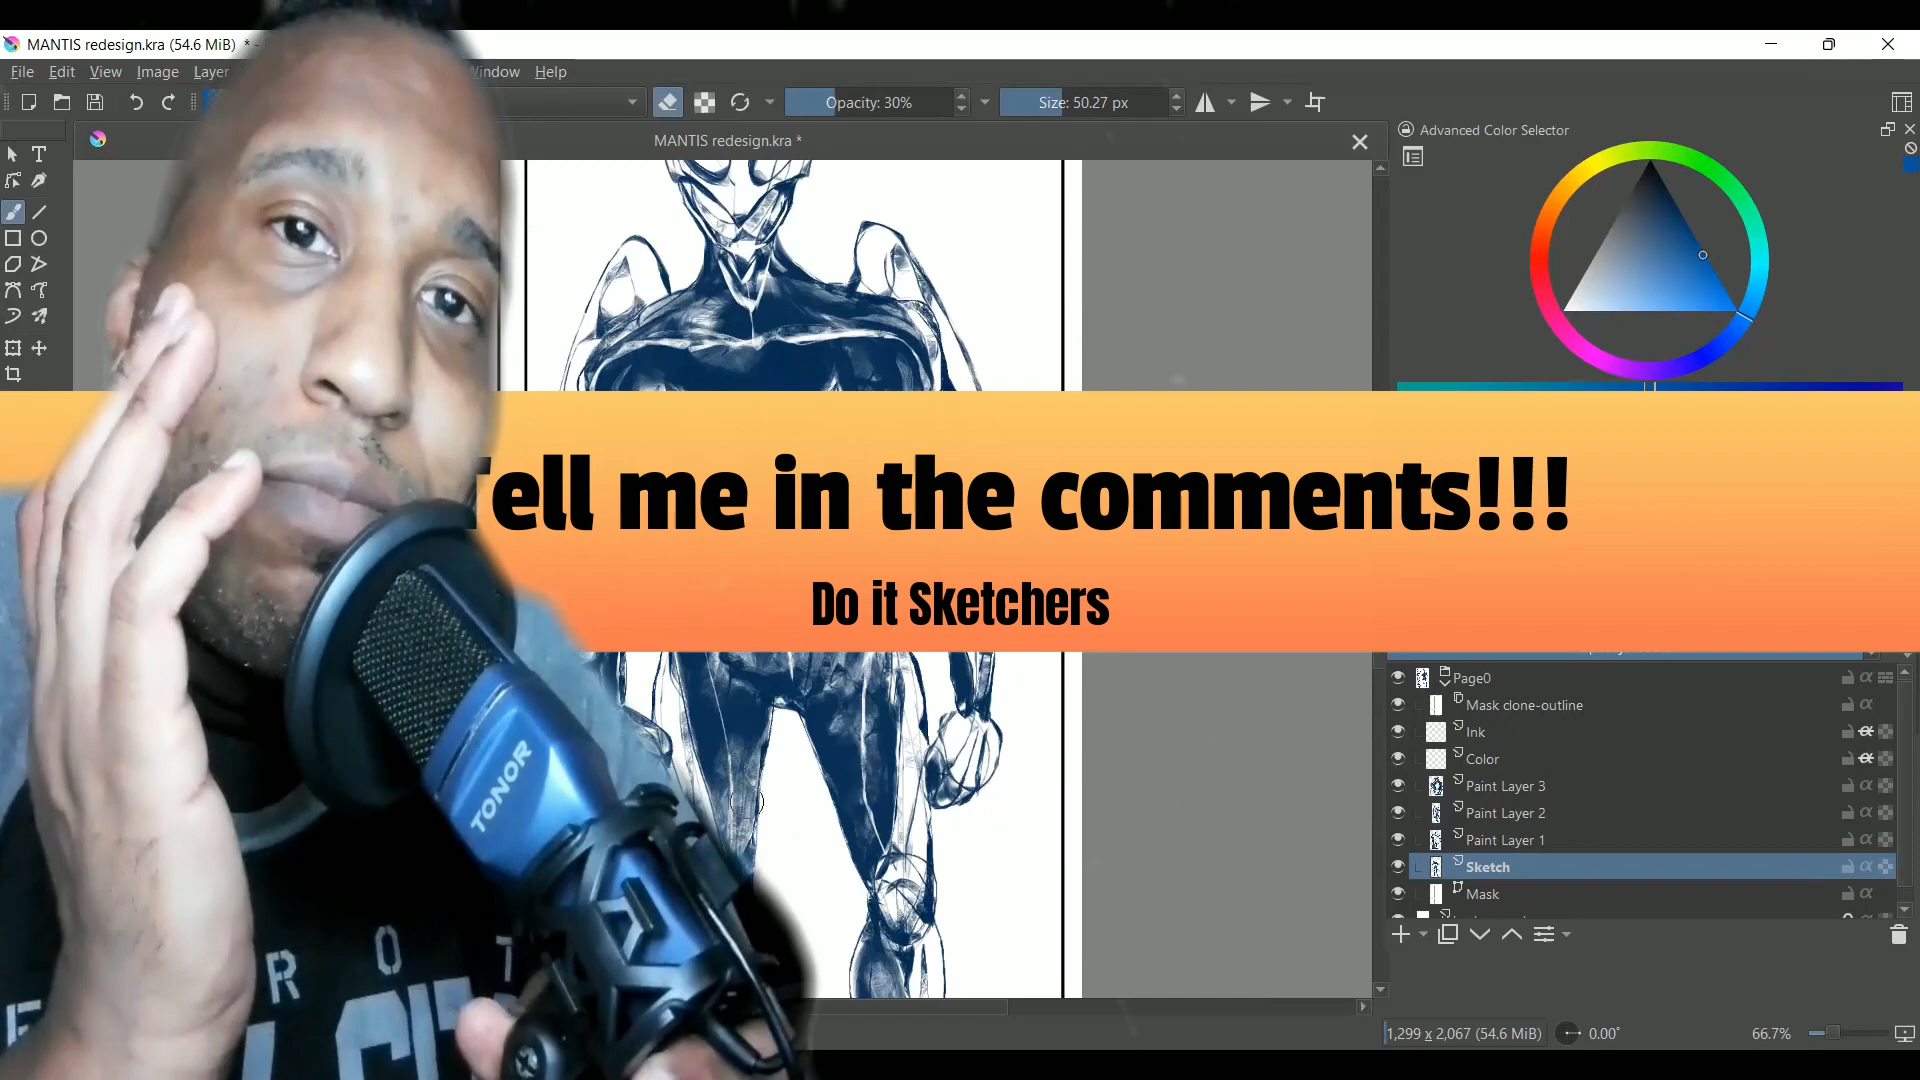 MANTIS redesign.kra (54.6 MiB) * -
File Edit View Image Layer Window Help
Opacity: 30%
Size: 50.27 px
MANTIS redesign.kra *
Advanced Color Selector
Tell me in the comments!!!
Do it Sketchers
Page0
Mask clone-outline
Ink
Color
Paint Layer 3
Paint Layer 2
Paint Layer 1
Sketch
Mask
TONOR
R O T
1,299 x 2,067 (54.6 MiB)
0.00°
66.7%